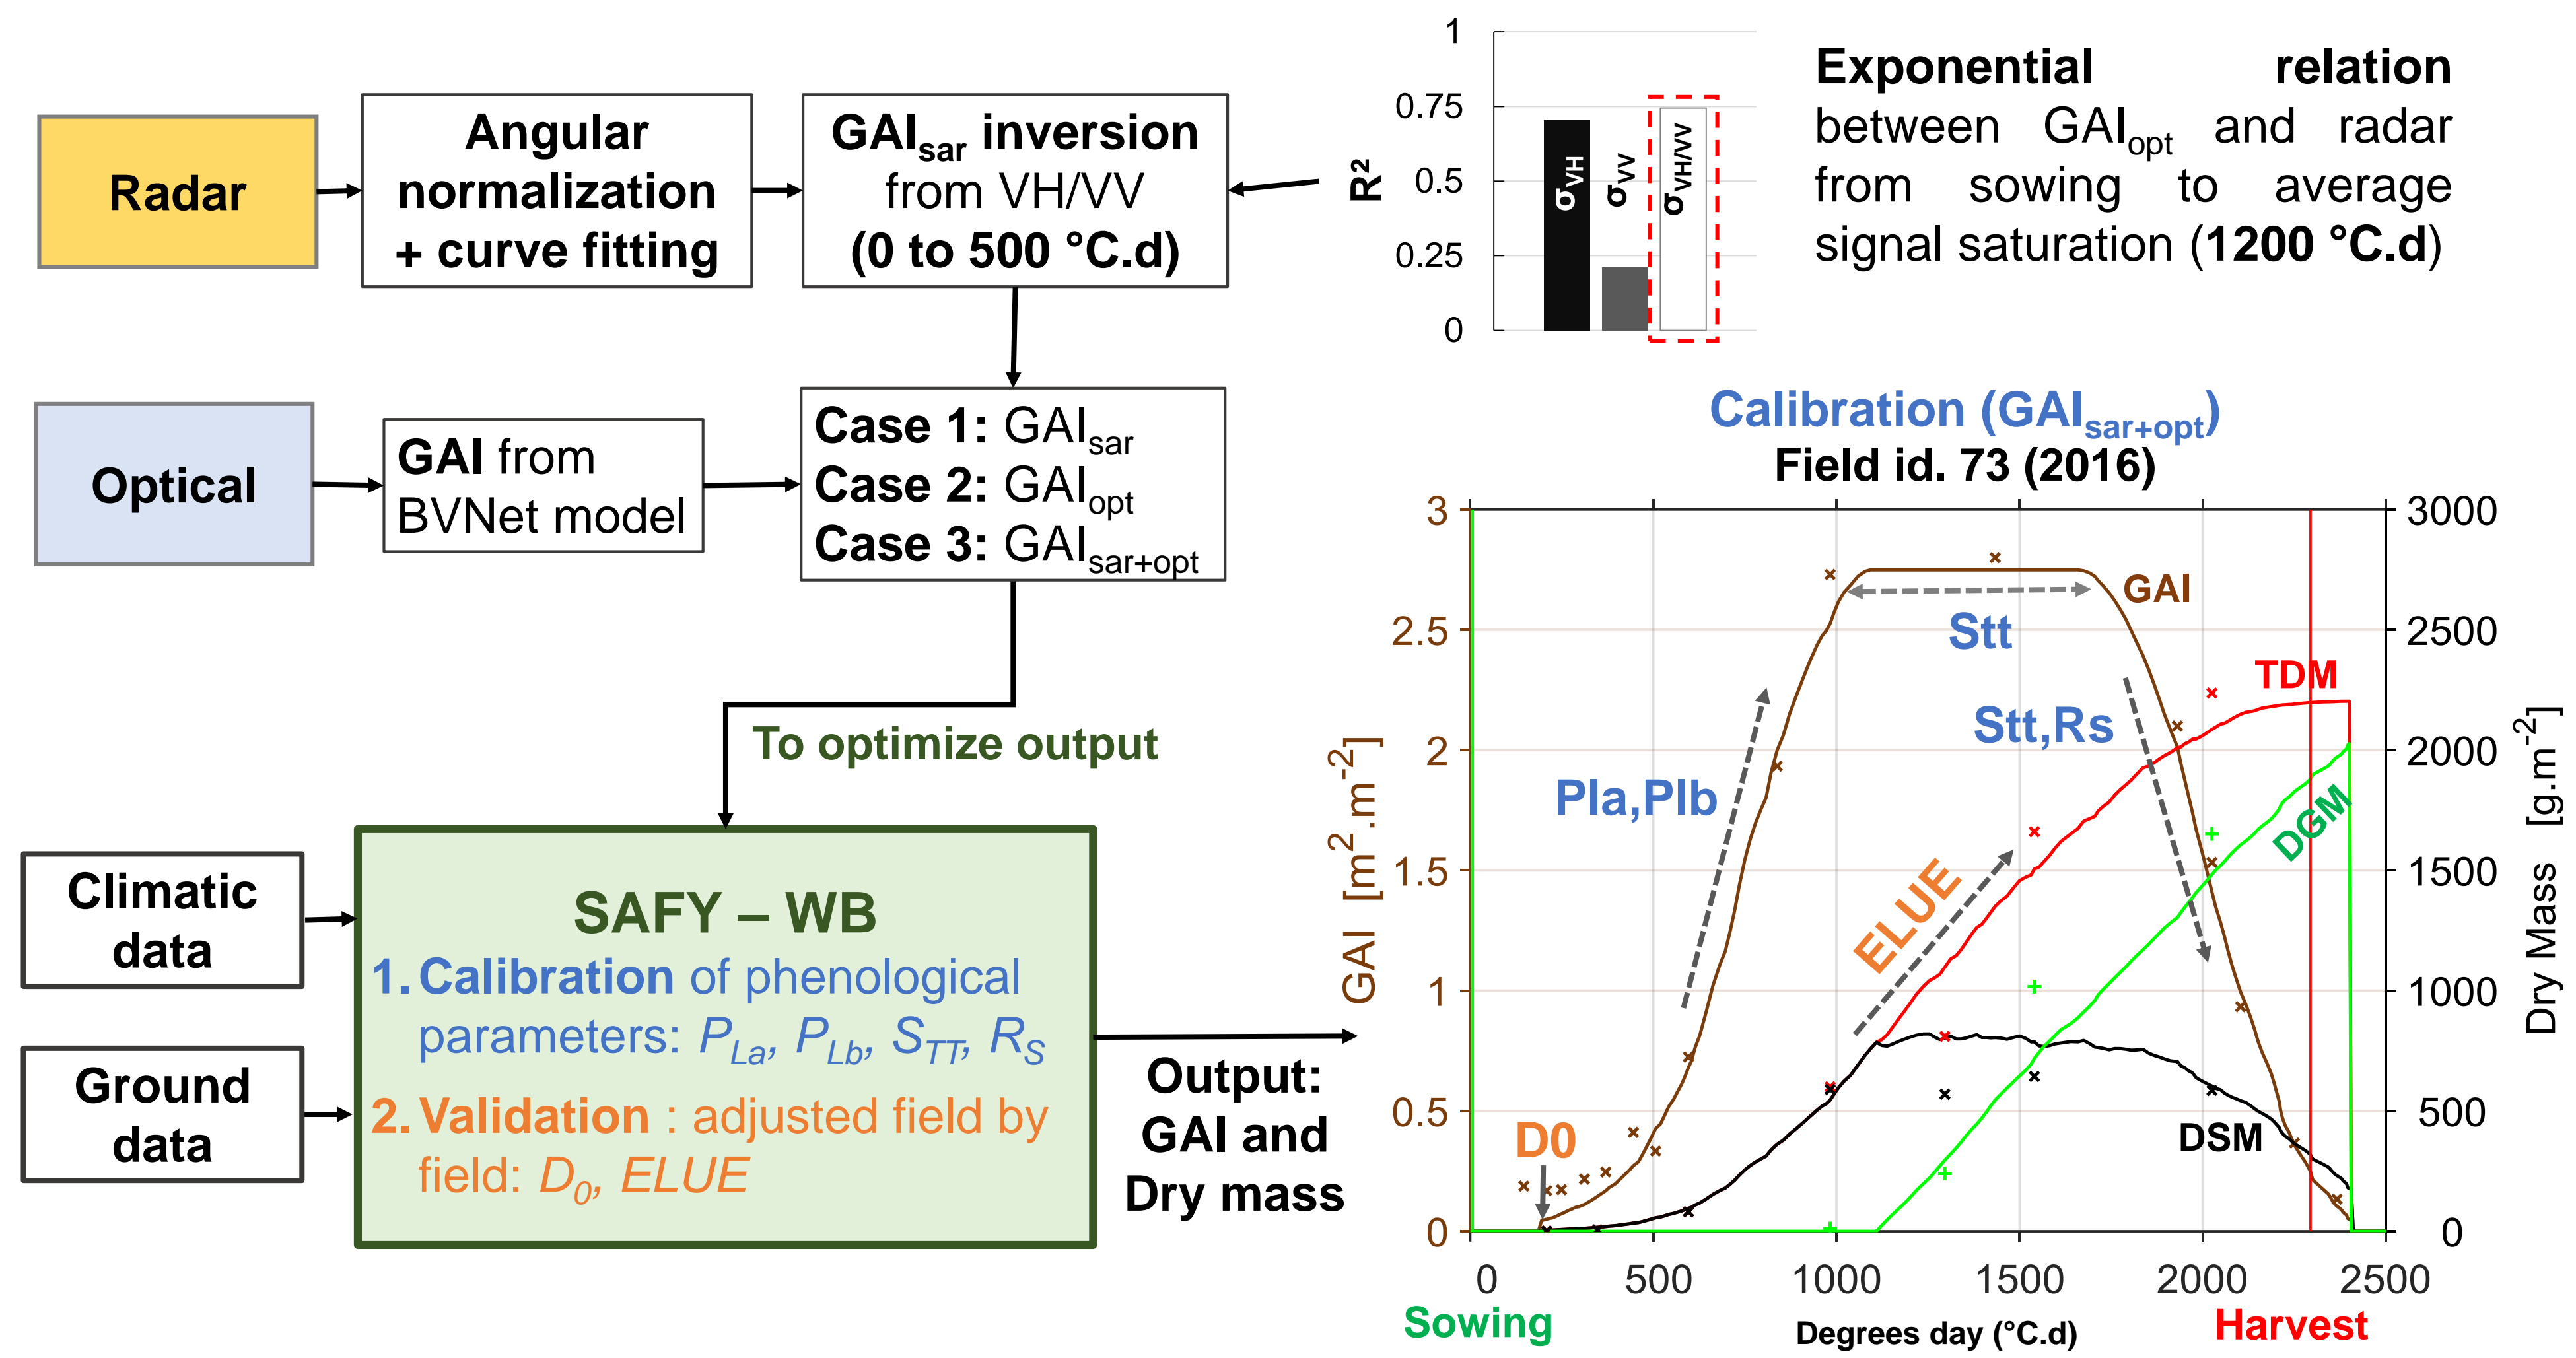 Radar
Angular
normalization
+ curve fitting
GAIsar inversion
from VH/VV
(0 to 500 °C.d)
R²
1
0.75
0.5
0.25
0
σVH
σVV
σVH/VV
Exponential relation
between GAIopt and radar
from sowing to average
signal saturation (1200 °C.d)
Optical
GAI from
BVNet model
Case 1: GAIsar
Case 2: GAIopt
Case 3: GAIsar+opt
To optimize output
Climatic
data
Ground
data
SAFY – WB
1. Calibration of phenological
parameters: PLa, PLb, STT, RS
2. Validation : adjusted field by
field: D0, ELUE
Output:
GAI and
Dry mass
Calibration (GAIsar+opt)
Field id. 73 (2016)
GAI [m2.m-2]
3
2.5
2
1.5
1
0.5
0
GAI
Stt
TDM
Stt,Rs
Pla,Plb
DGM
ELUE
D0
DSM
3000
2500
2000
1500
1000
500
0
Dry Mass [g.m-2]
0
500
1000
1500
2000
2500
Sowing
Degrees day (°C.d)
Harvest